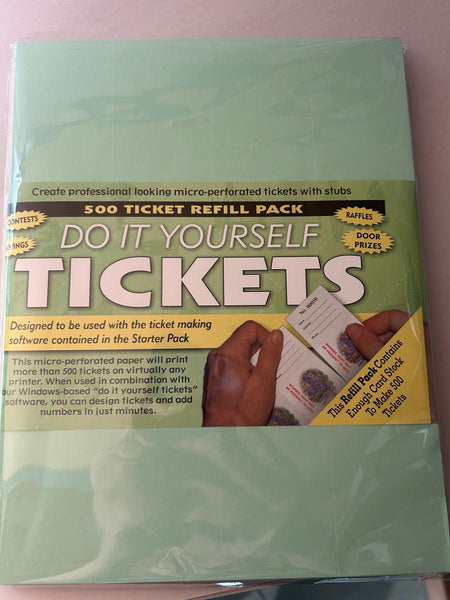 Create professional looking micro-perforated tickets with stubs
500 TICKET REFILL PACK
CONTESTS
RAFFLES
DO IT YOURSELF
DOOR
PRIZES
TICKETS
Designed to be used with the ticket making
software contained in the Starter Pack
This micro-perforated paper will print
more than 500 tickets on virtually any
printer. When used in combination with
our Windows-based "do it yourself tickets"
software, you can design tickets and add
numbers in just minutes.
This Refill Pack Contains
Enough Card Stock
To Make 500
Tickets